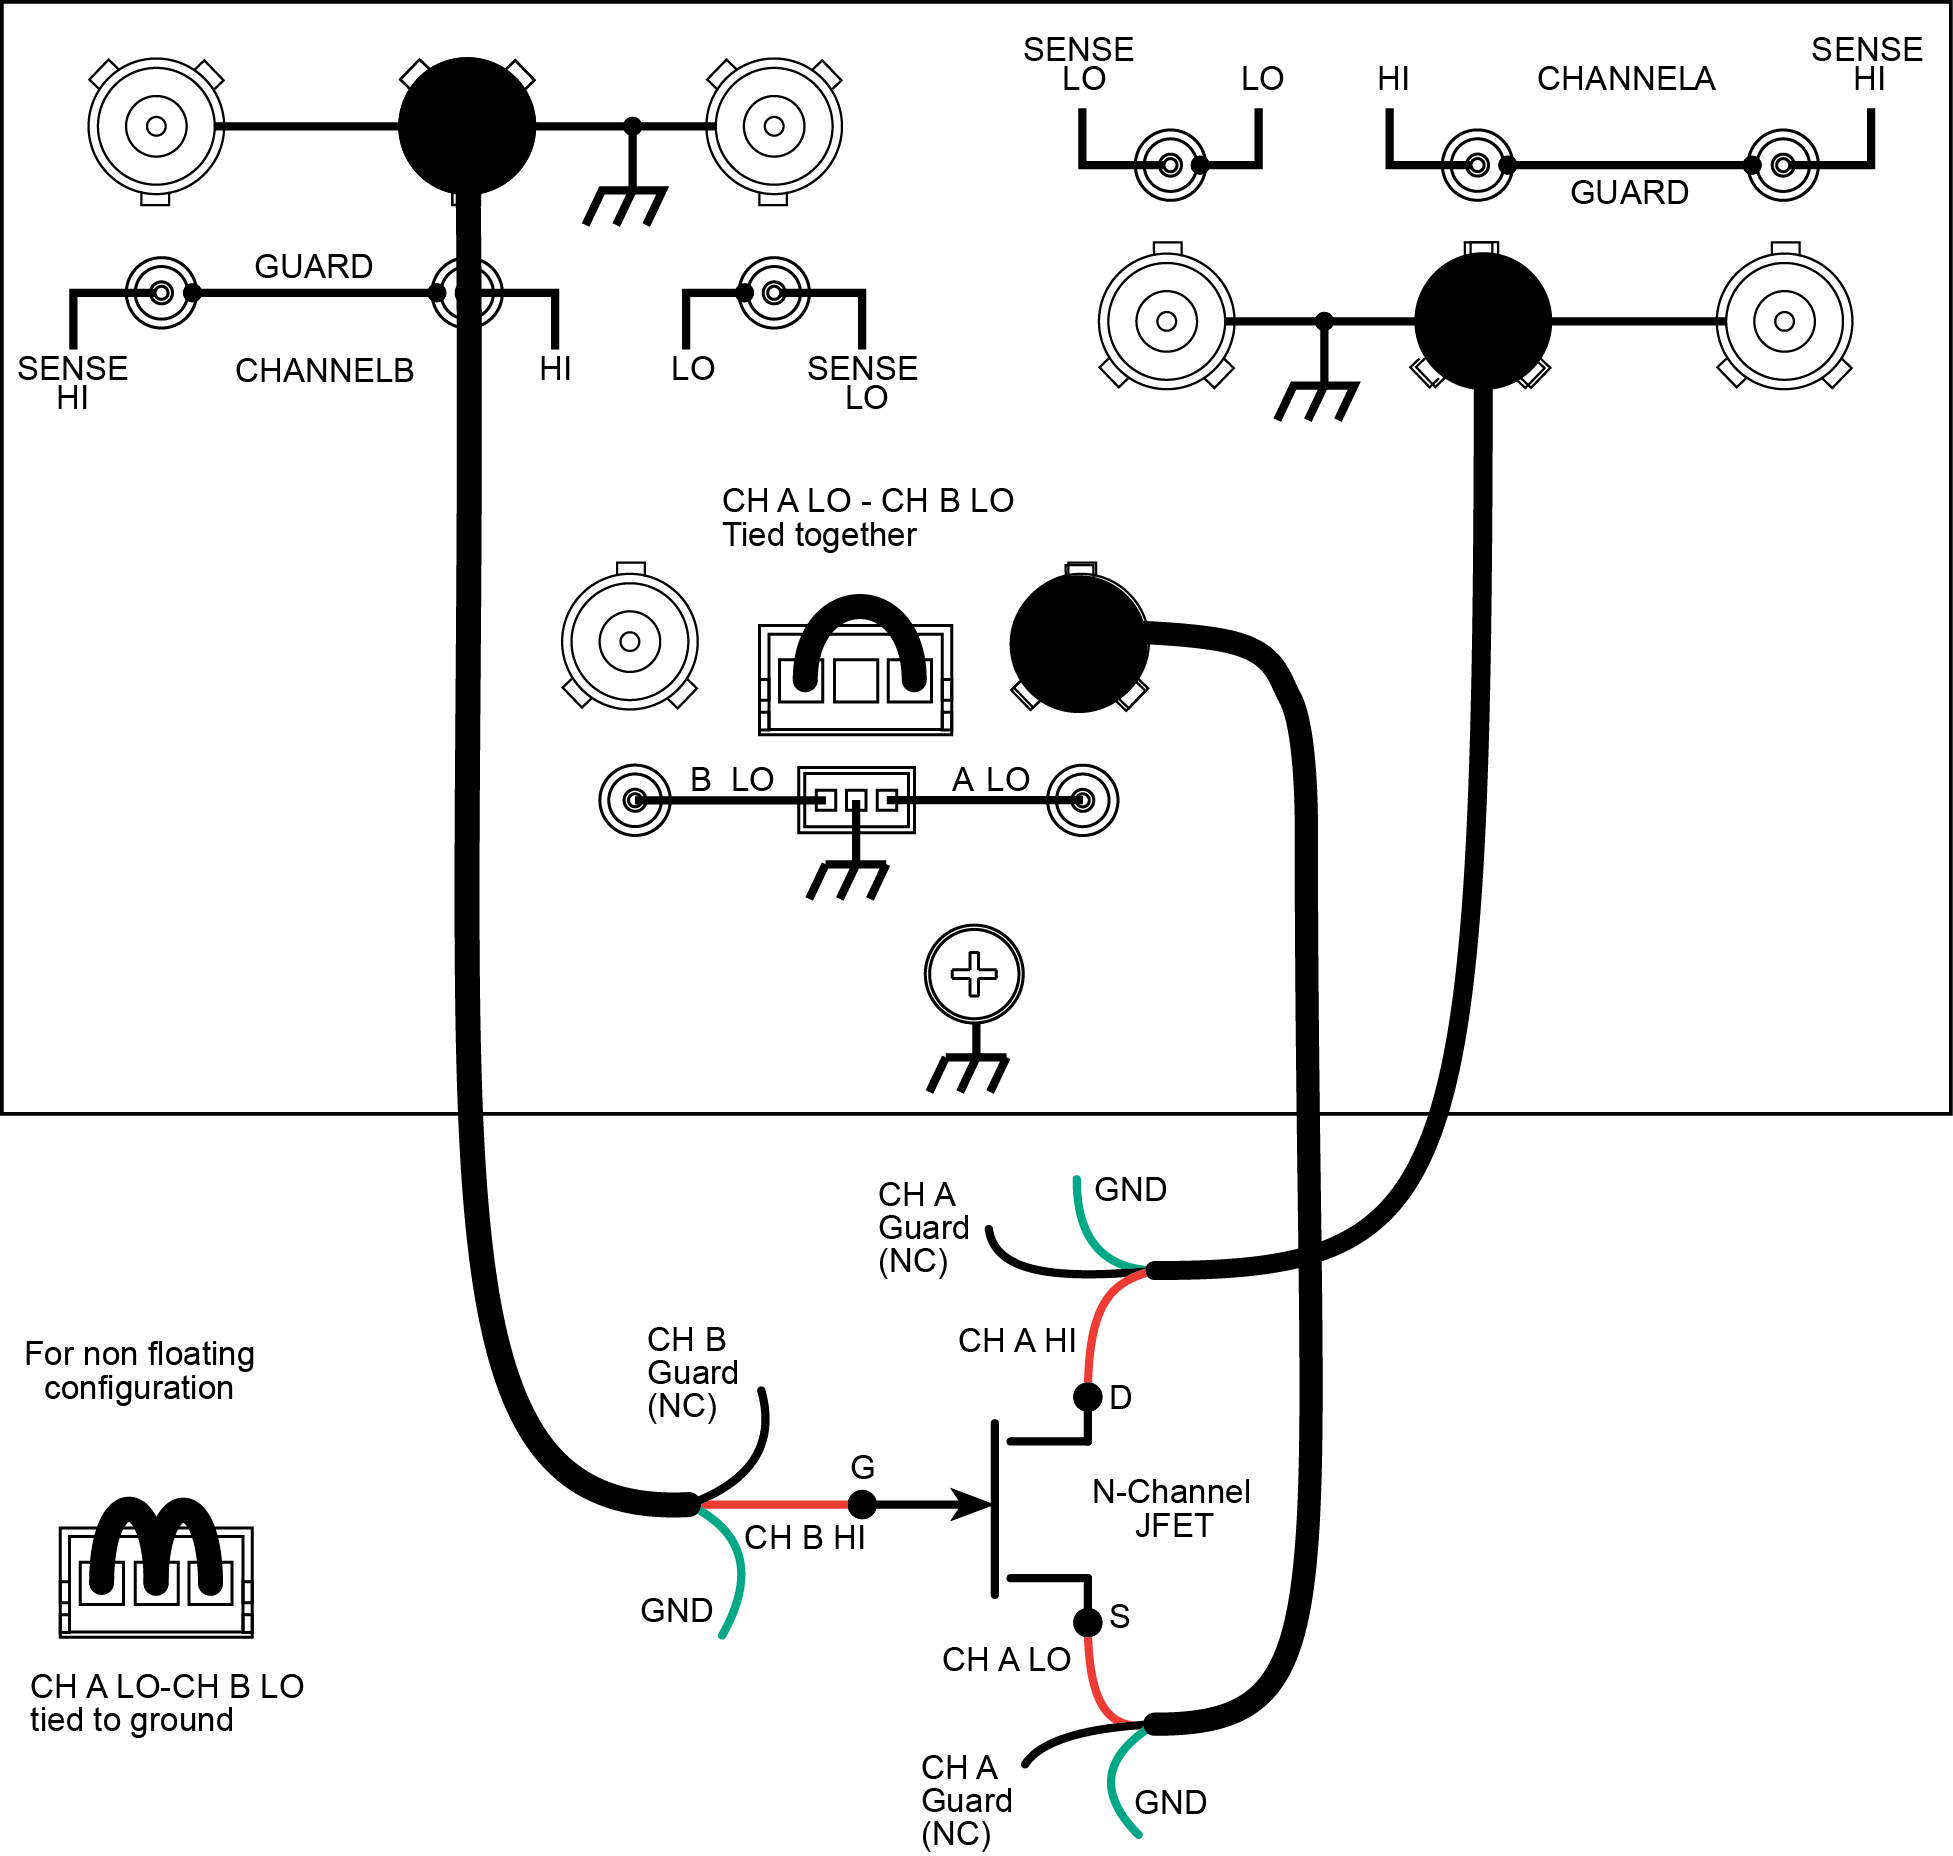 SENSE
LO
LO
HI
CHANNELA
SENSE
HI
GUARD
GUARD
SENSE
HI
CHANNELB
HI
LO
SENSE
LO
CH A LO - CH B LO
Tied together
B LO
A LO
CH A
Guard
(NC)
GND
CH A HI
D
For non floating
configuration
CH B
Guard
(NC)
G
CH B HI
N-Channel
JFET
GND
S
CH A LO
CH A LO-CH B LO
tied to ground
CH A
Guard
(NC)
GND